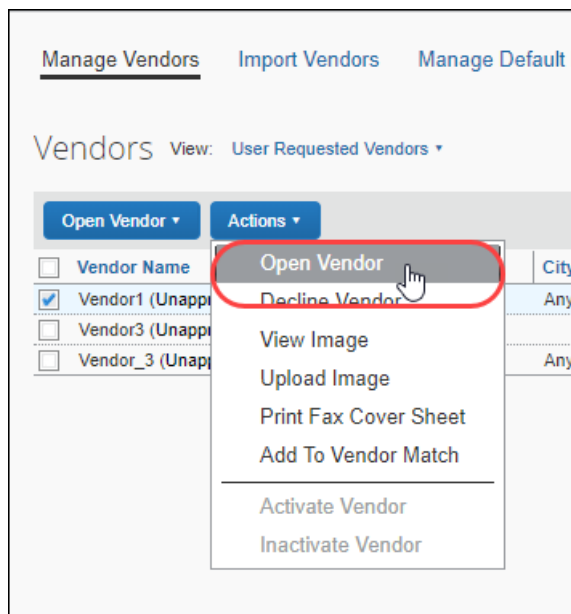 Manage Vendors Import Vendors Manage Default
Vendors View: User Requested Vendors
Open Vendor Actions
Vendor Name City
Open Vendor
Vendor1 (Unappr Any
Decline Vendor
Vendor3 (Unappr
View Image
Vendor_3 (Unapp Any
Upload Image
Print Fax Cover Sheet
Add To Vendor Match
Activate Vendor
Inactivate Vendor